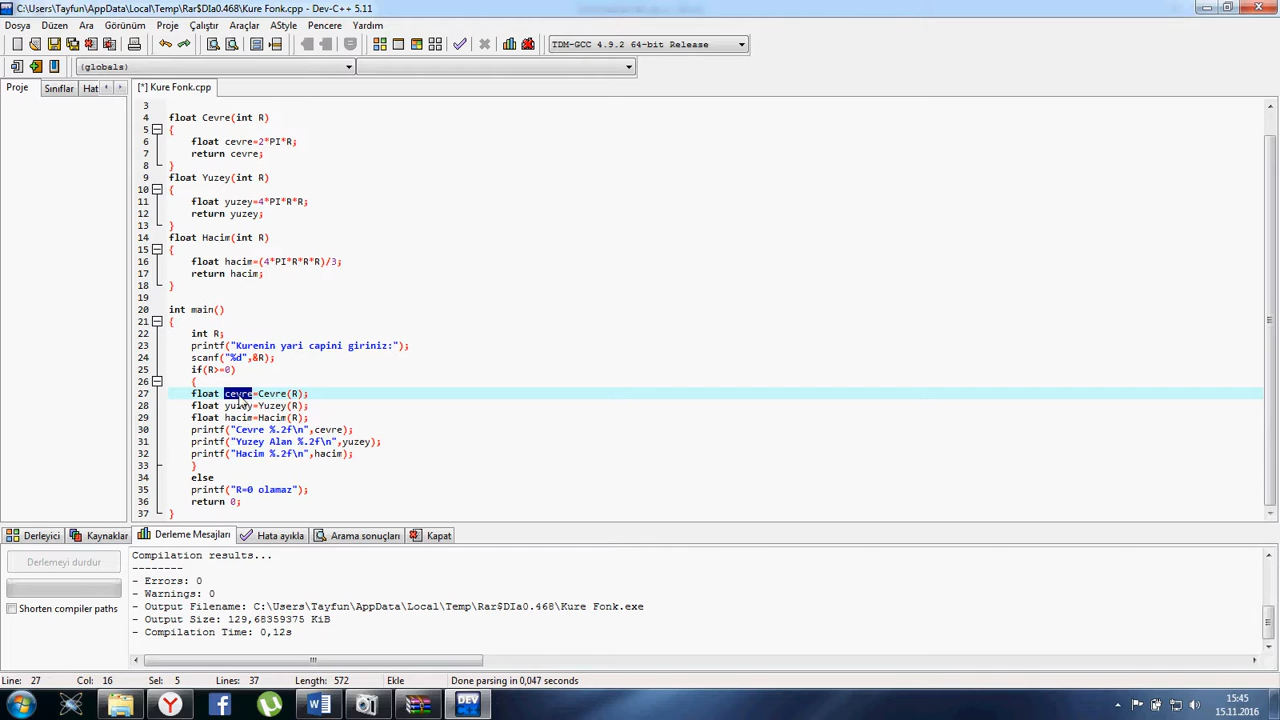 C:\Users\Tayfun\AppData\Local\Temp\Rar$DIa0.468\Kure Fonk.cpp - Dev-C++ 5.11
Dosya Düzen Ara Görünüm Proje Çalıştır Araçlar AStyle Pencere Yardım
TDM-GCC 4.9.2 64-bit Release
(globals)
Proje Sınıflar Hat [*] Kure Fonk.cpp
3
4 float Cevre(int R)
5 {
6 float cevre=2*PI*R;
7 return cevre;
8 }
9 float Yuzey(int R)
10 {
11 float yuzey=4*PI*R*R;
12 return yuzey;
13 }
14 float Hacim(int R)
15 {
16 float hacim=(4*PI*R*R*R)/3;
17 return hacim;
18 }
19
20 int main()
21 {
22 int R;
23 printf("Kurenin yari capini giriniz:");
24 scanf("%d",&R);
25 if(R>=0)
26 {
27 float cevre=Cevre(R);
28 float yuzey=Yuzey(R);
29 float hacim=Hacim(R);
30 printf("Cevre %.2f\n",cevre);
31 printf("Yuzey Alan %.2f\n",yuzey);
32 printf("Hacim %.2f\n",hacim);
33 }
34 else
35 printf("R=0 olamaz");
36 return 0;
37 }
Derleyici Kaynaklar Derleme Mesajları Hata ayıkla Arama sonuçları Kapat
Derlemeyi durdur
Shorten compiler paths
Compilation results...
--------
- Errors: 0
- Warnings: 0
- Output Filename: C:\Users\Tayfun\AppData\Local\Temp\Rar$DIa0.468\Kure Fonk.exe
- Output Size: 129,68359375 KiB
- Compilation Time: 0,12s
Line: 27 Col: 16 Sel: 5 Lines: 37 Length: 572 Ekle Done parsing in 0,047 seconds
15:45
15.11.2016